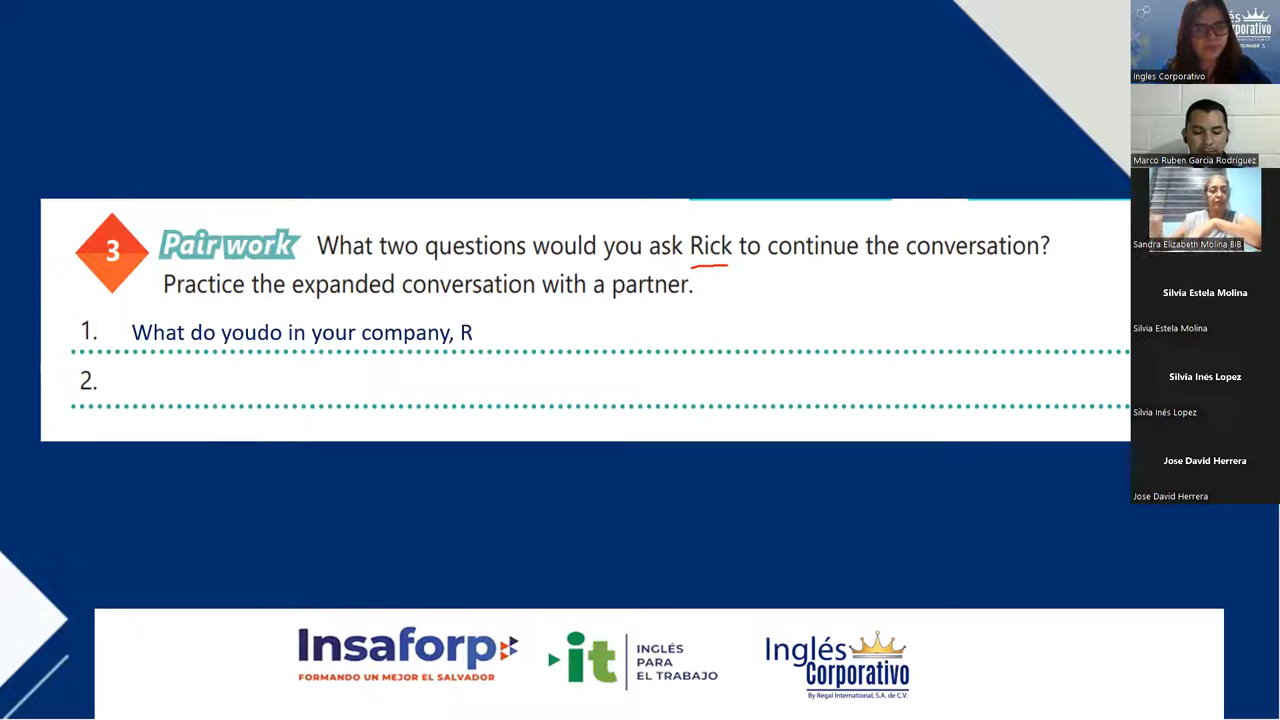 3 Pair work What two questions would you ask Rick to continue the conversation?
Practice the expanded conversation with a partner.
1. What do youdo in your company, R
2.
Insaforp
FORMANDO UN MEJOR EL SALVADOR
it
INGLÉS
PARA
EL TRABAJO
Inglés
Corporativo
By Regal International, S.A. de C.V.
és
rporativo
Ingles Corporativo
Marco Ruben Garcia Rodriguez
Sandra Elizabeth Molina BIB
Silvia Estela Molina
Silvia Estela Molina
Silvia Inés Lopez
Silvia Inés Lopez
Jose David Herrera
Jose David Herrera